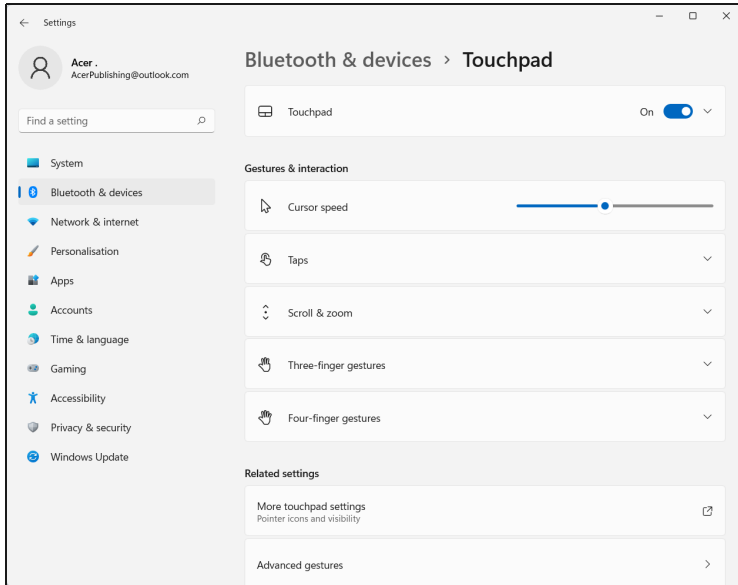 Settings
Acer .
AcerPublishing@outlook.com
Find a setting
System
Bluetooth & devices
Network & internet
Personalisation
Apps
Accounts
Time & language
Gaming
Accessibility
Privacy & security
Windows Update
Bluetooth & devices > Touchpad
Touchpad
On
Gestures & interaction
Cursor speed
Taps
Scroll & zoom
Three-finger gestures
Four-finger gestures
Related settings
More touchpad settings
Pointer icons and visibility
Advanced gestures